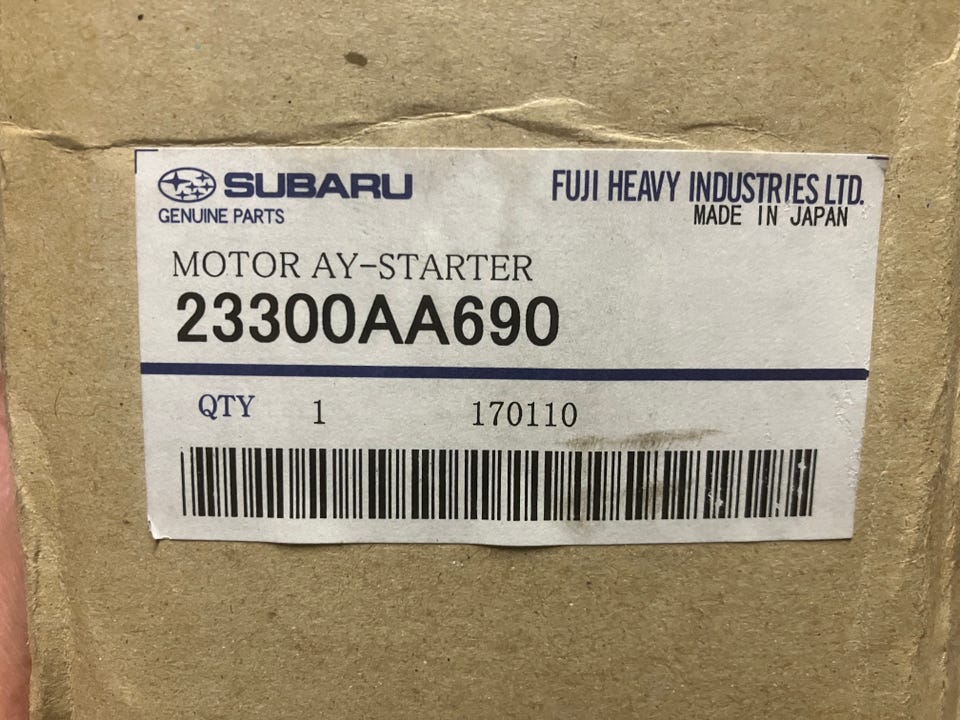 SUBARU FUJI HEAVY INDUSTRIES LTD.
GENUINE PARTS MADE IN JAPAN
MOTOR AY-STARTER
23300AA690
QTY 1 170110